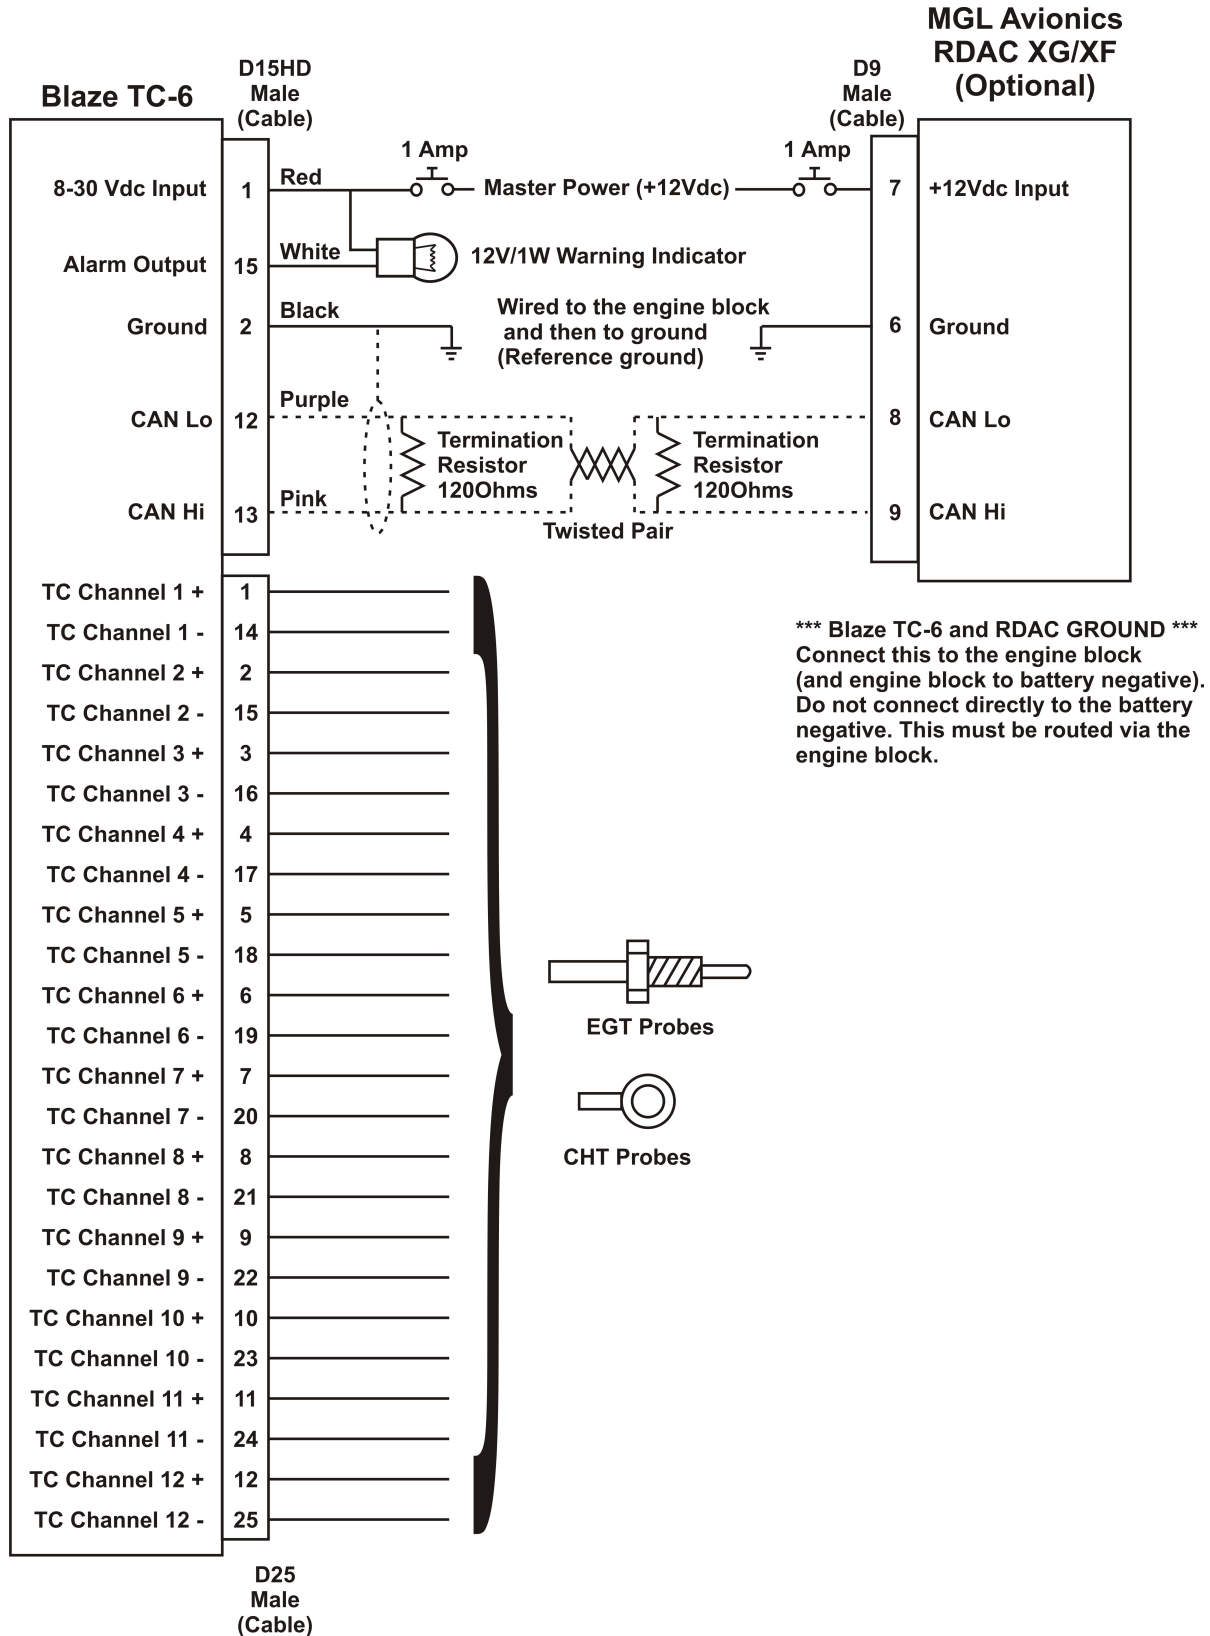 MGL Avionics
RDAC XG/XF
(Optional)
Blaze TC-6
D15HD
Male
(Cable)
D9
Male
(Cable)
1 Amp
1 Amp
8-30 Vdc Input
1
Red
Master Power (+12Vdc)
7
+12Vdc Input
Alarm Output
15
White
12V/1W Warning Indicator
Ground
2
Black
Wired to the engine block
and then to ground
(Reference ground)
6
Ground
CAN Lo
12
Purple
8
CAN Lo
Termination
Resistor
120Ohms
Termination
Resistor
120Ohms
CAN Hi
13
Pink
9
CAN Hi
Twisted Pair
TC Channel 1 +
1
TC Channel 1 -
14
TC Channel 2 +
2
TC Channel 2 -
15
TC Channel 3 +
3
TC Channel 3 -
16
TC Channel 4 +
4
TC Channel 4 -
17
TC Channel 5 +
5
TC Channel 5 -
18
TC Channel 6 +
6
TC Channel 6 -
19
TC Channel 7 +
7
TC Channel 7 -
20
TC Channel 8 +
8
TC Channel 8 -
21
TC Channel 9 +
9
TC Channel 9 -
22
TC Channel 10 +
10
TC Channel 10 -
23
TC Channel 11 +
11
TC Channel 11 -
24
TC Channel 12 +
12
TC Channel 12 -
25
D25
Male
(Cable)
EGT Probes
CHT Probes
*** Blaze TC-6 and RDAC GROUND ***
Connect this to the engine block
(and engine block to battery negative).
Do not connect directly to the battery
negative. This must be routed via the
engine block.